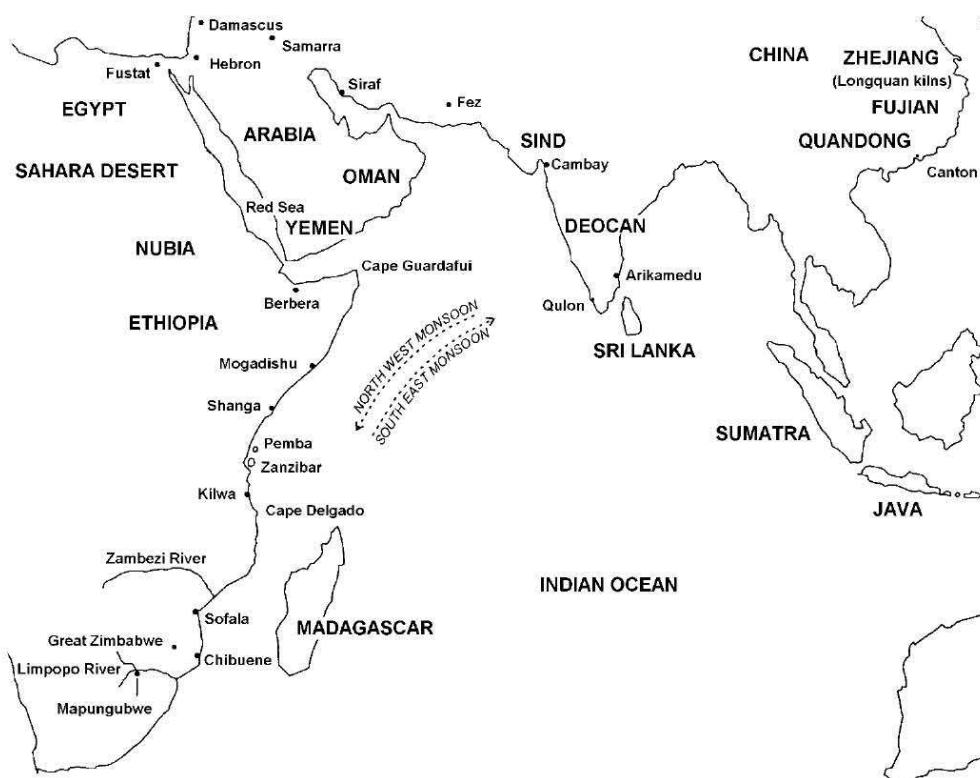 Damascus
Samarra
CHINA
ZHEJIANG
(Longquan kilns)
Hebron
Fustat
Siraf
Fez
FUJIAN
EGYPT
ARABIA
SIND
QUANDONG
SAHARA DESERT
OMAN
Cambay
Canton
Red Sea
YEMEN
DEOCAN
NUBIA
Cape Guardafui
Arikamedu
Berbera
Qulon
ETHIOPIA
NORTH WEST MONSOON
SOUTH EAST MONSOON
SRI LANKA
Mogadishu
Shanga
SUMATRA
Pemba
Zanzibar
Kilwa
Cape Delgado
JAVA
Zambezi River
INDIAN OCEAN
Sofala
MADAGASCAR
Great Zimbabwe
Chibuene
Limpopo River
Mapungubwe